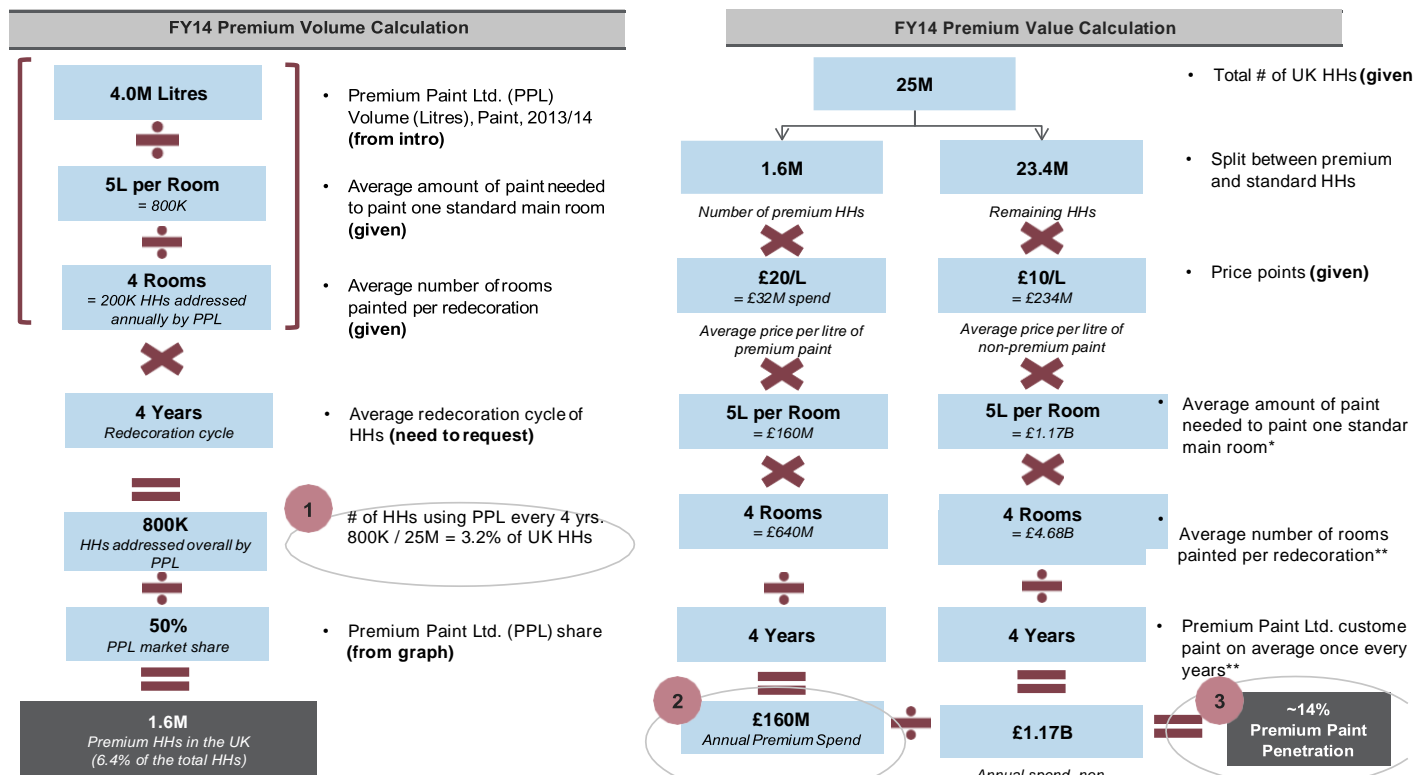 FY14 Premium Volume Calculation
4.0M Litres
5L per Room
= 800K
4 Rooms
= 200K HHs addressed
annually by PPL
4 Years
Redecoration cycle
800K
HHs addressed overall by
PPL
50%
PPL market share
1.6M
Premium HHs in the UK
(6.4% of the total HHs)
• Premium Paint Ltd. (PPL)
Volume (Litres), Paint, 2013/14
(from intro)
• Average amount of paint needed
to paint one standard main room
(given)
• Average number of rooms
painted per redecoration
(given)
• Average redecoration cycle of
HHs (need to request)
1
# of HHs using PPL every 4 yrs.
800K / 25M = 3.2% of UK HHs
• Premium Paint Ltd. (PPL) share
(from graph)
FY14 Premium Value Calculation
25M
1.6M
Number of premium HHs
£20/L
= £32M spend
Average price per litre of
premium paint
5L per Room
= £160M
4 Rooms
= £640M
4 Years
2
£160M
Annual Premium Spend
23.4M
Remaining HHs
£10/L
= £234M
Average price per litre of
non-premium paint
5L per Room
= £1.17B
4 Rooms
= £4.68B
4 Years
£1.17B
Annual spend, non
3
~14%
Premium Paint
Penetration
• Total # of UK HHs (given
• Split between premium
and standard HHs
• Price points (given)
• Average amount of paint
needed to paint one standar
main room*
• Average number of rooms
painted per redecoration**
• Premium Paint Ltd. custome
paint on average once every
years**